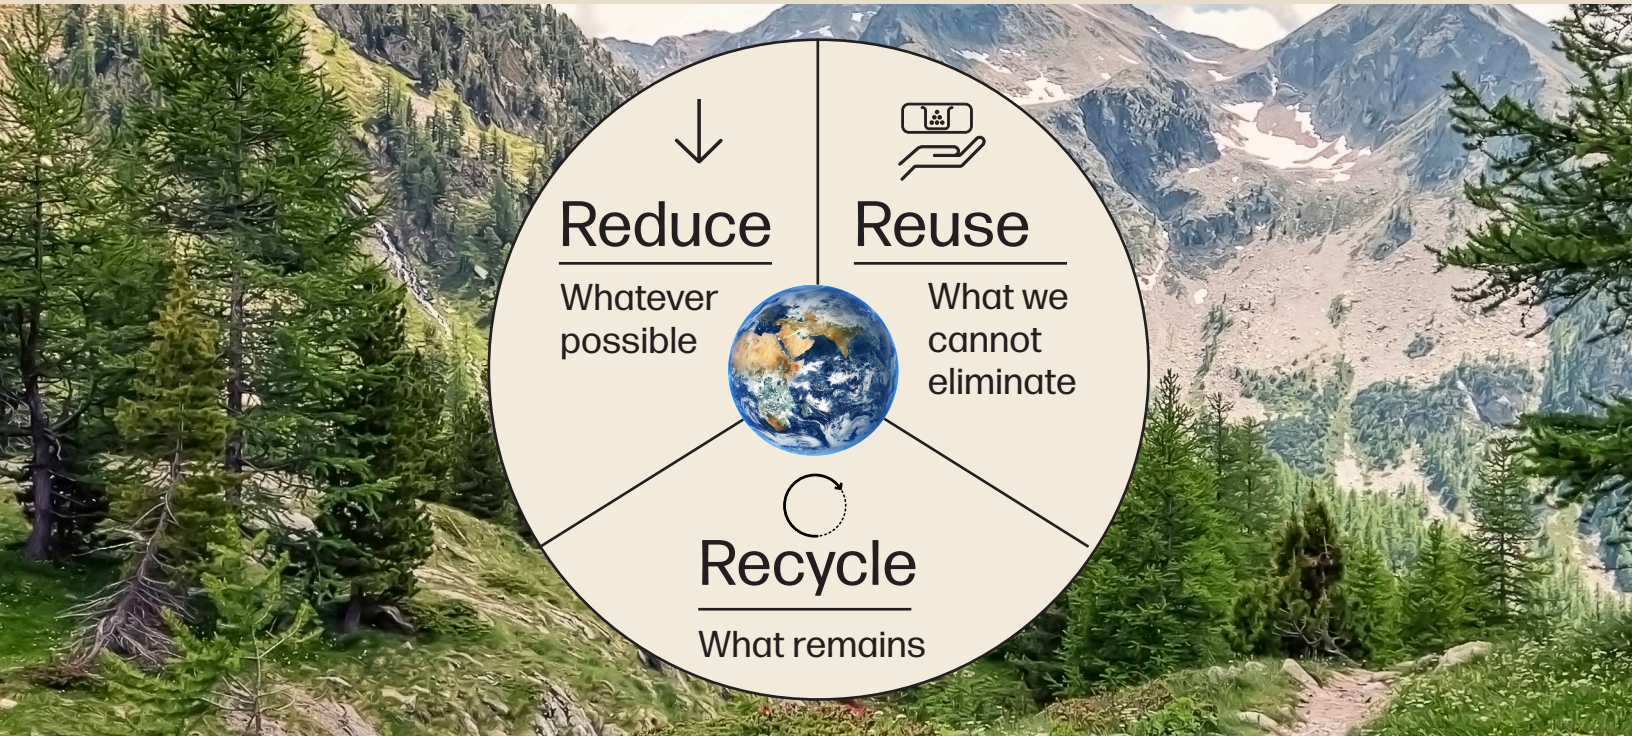 Reduce
Whatever
possible
Reuse
What we
cannot
eliminate
Recycle
What remains